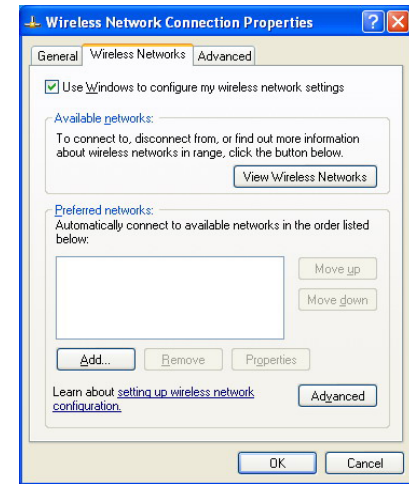 Wireless Network Connection Properties
General Wireless Networks Advanced
Use Windows to configure my wireless network settings
Available networks:
To connect to, disconnect from, or find out more information
about wireless networks in range, click the button below.
View Wireless Networks
Preferred networks:
Automatically connect to available networks in the order listed
below:
Move up
Move down
Add... Remove Properties
Learn about setting up wireless network
configuration.
Advanced
OK Cancel